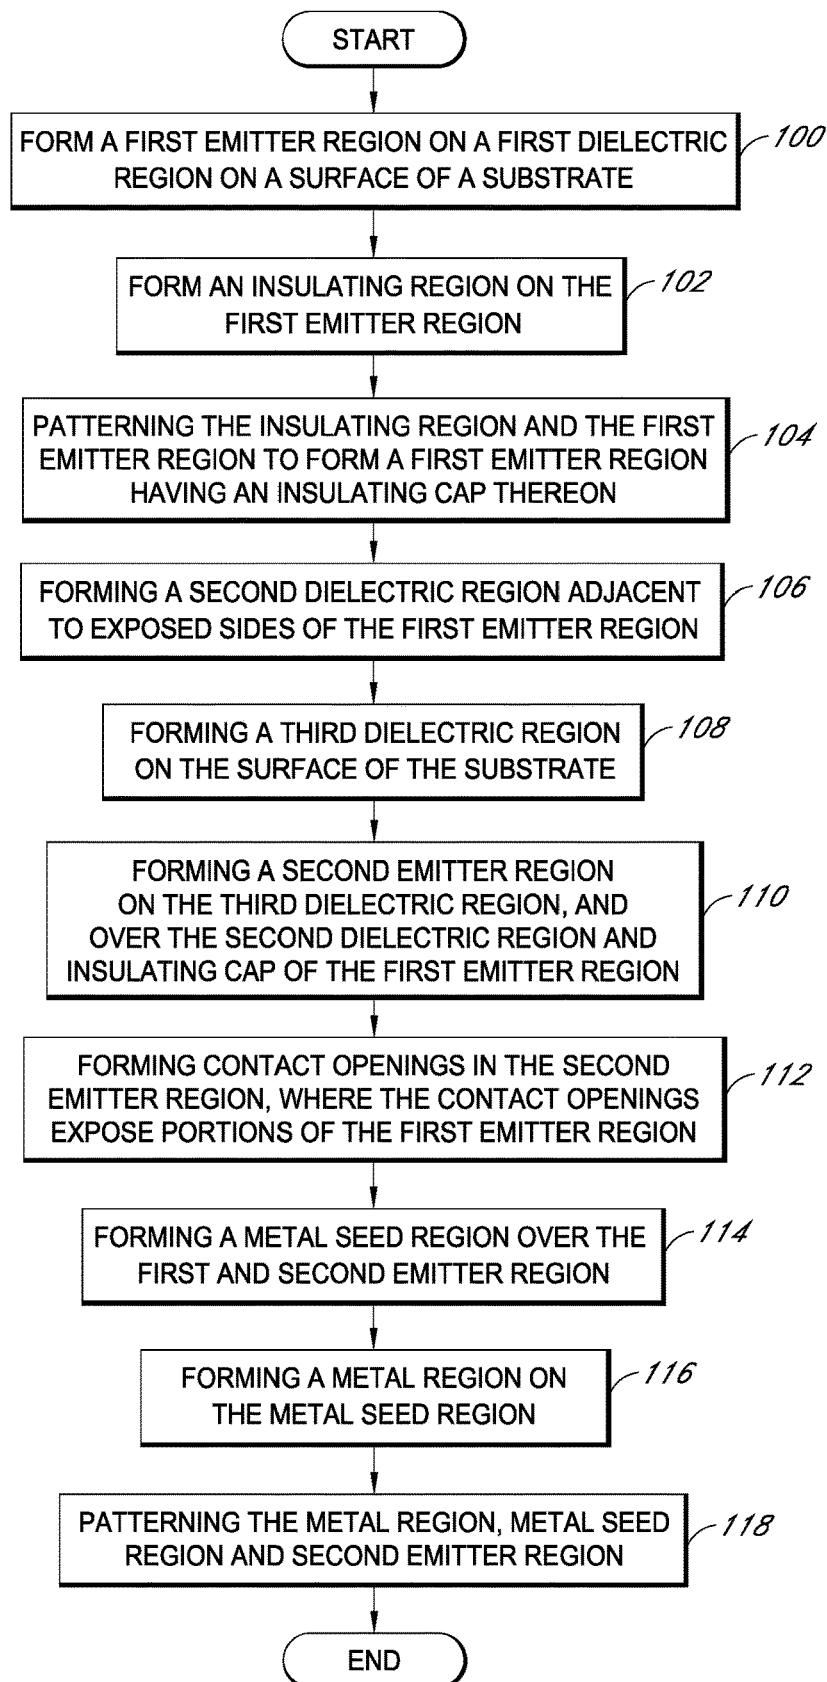 START
FORM A FIRST EMITTER REGION ON A FIRST DIELECTRIC
REGION ON A SURFACE OF A SUBSTRATE
100
FORM AN INSULATING REGION ON THE
FIRST EMITTER REGION
102
PATTERNING THE INSULATING REGION AND THE FIRST
EMITTER REGION TO FORM A FIRST EMITTER REGION
HAVING AN INSULATING CAP THEREON
104
FORMING A SECOND DIELECTRIC REGION ADJACENT
TO EXPOSED SIDES OF THE FIRST EMITTER REGION
106
FORMING A THIRD DIELECTRIC REGION
ON THE SURFACE OF THE SUBSTRATE
108
FORMING A SECOND EMITTER REGION
ON THE THIRD DIELECTRIC REGION, AND
OVER THE SECOND DIELECTRIC REGION AND
INSULATING CAP OF THE FIRST EMITTER REGION
110
FORMING CONTACT OPENINGS IN THE SECOND
EMITTER REGION, WHERE THE CONTACT OPENINGS
EXPOSE PORTIONS OF THE FIRST EMITTER REGION
112
FORMING A METAL SEED REGION OVER THE
FIRST AND SECOND EMITTER REGION
114
FORMING A METAL REGION ON
THE METAL SEED REGION
116
PATTERNING THE METAL REGION, METAL SEED
REGION AND SECOND EMITTER REGION
118
END